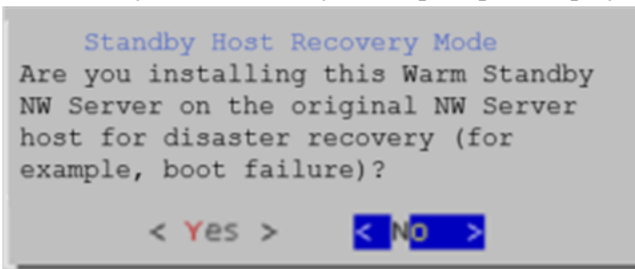 Standby Host Recovery Mode
Are you installing this Warm Standby
NW Server on the original NW Server
host for disaster recovery (for
example, boot failure)?
< Yes > < No >